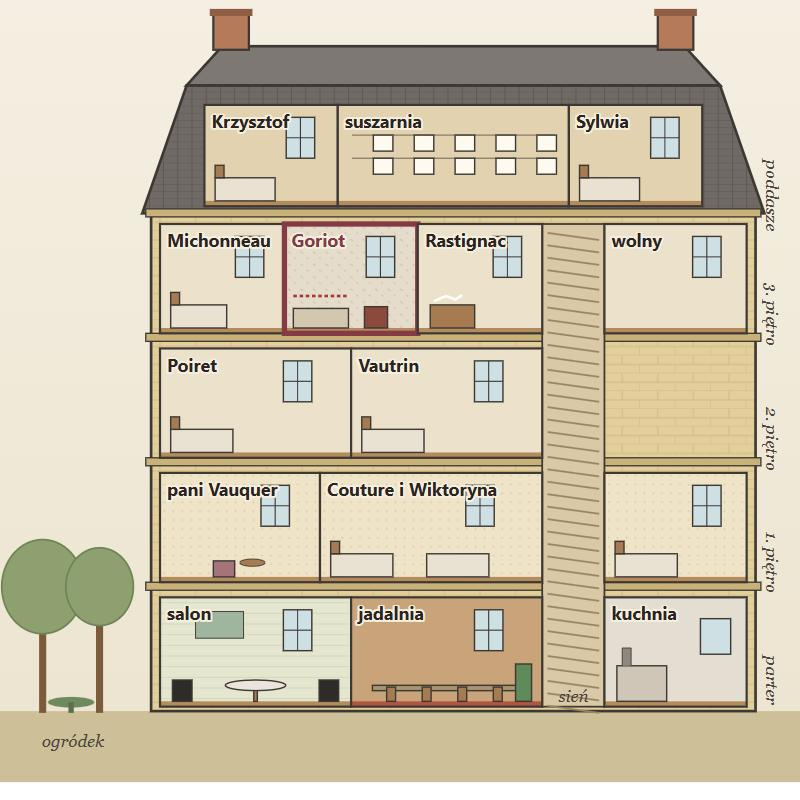 Krzysztof
suszarnia
Sylwia
poddasze
Michonneau
Goriot
Rastignac
wolny
3. piętro
Poiret
Vautrin
2. piętro
pani Vauquer
Couture i Wiktoryna
1. piętro
salon
jadalnia
kuchnia
parter
sień
ogródek